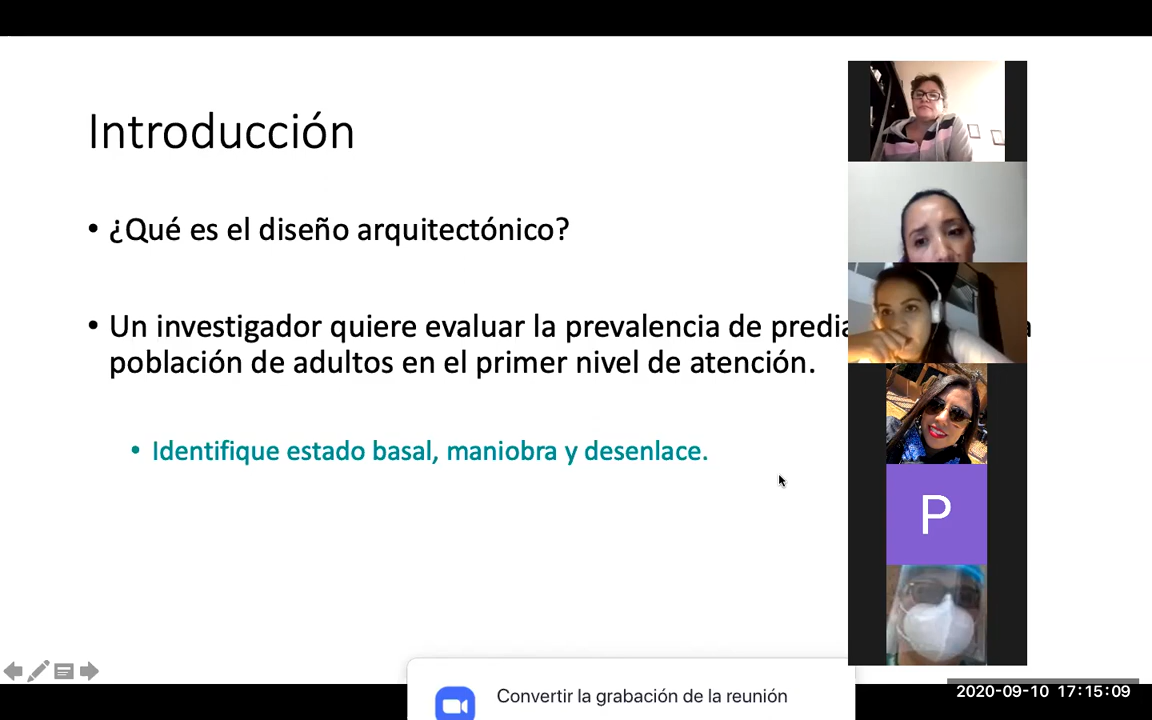 Introducción
• ¿Qué es el diseño arquitectónico?
• Un investigador quiere evaluar la prevalencia de
población de adultos en el primer nivel de atención.
• Identifique estado basal, maniobra y desenlace.
P
Convertir la grabación de la reunión
2020-09-10 17:15:09